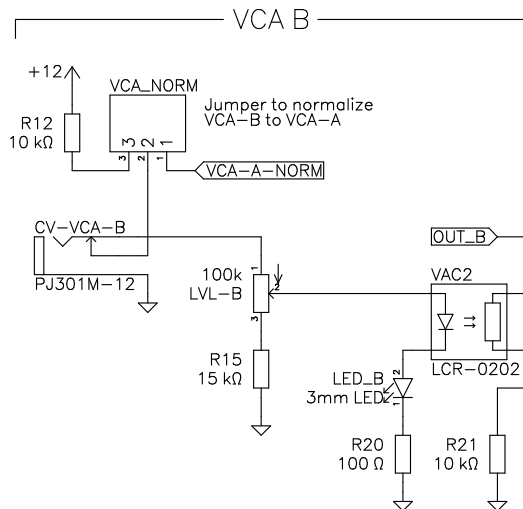 VCA B
+12
VCA_NORM
R12
10 kΩ
3 2 1
3 2 1
Jumper to normalize
VCA-B to VCA-A
VCA-A-NORM
CV-VCA-B
PJ301M-12
OUT_B
100k
LVL-B
1
2
3
VAC2
LCR-0202
R15
15 kΩ
LED_B
3mm LED
2
1
R20
100 Ω
R21
10 kΩ